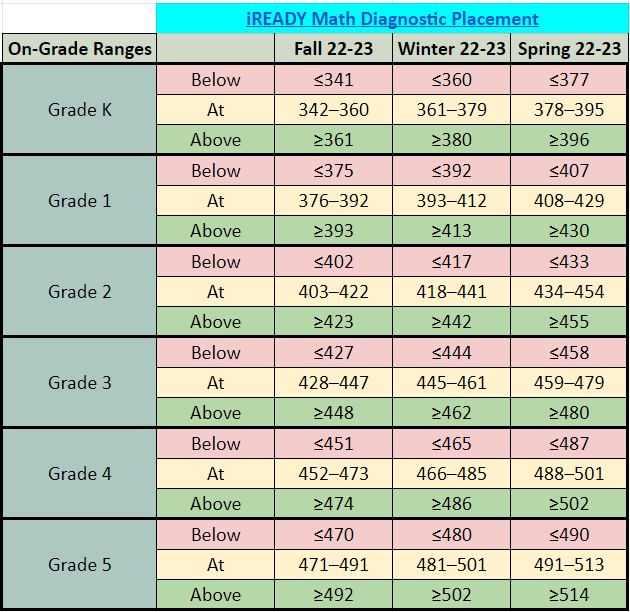 iREADY Math Diagnostic Placement
On-Grade Ranges Fall 22-23 Winter 22-23 Spring 22-23
Below ≤341 ≤360 ≤377
Grade K At 342–360 361–379 378–395
Above ≥361 ≥380 ≥396
Below ≤375 ≤392 ≤407
Grade 1 At 376–392 393–412 408–429
Above ≥393 ≥413 ≥430
Below ≤402 ≤417 ≤433
Grade 2 At 403–422 418–441 434–454
Above ≥423 ≥442 ≥455
Below ≤427 ≤444 ≤458
Grade 3 At 428–447 445–461 459–479
Above ≥448 ≥462 ≥480
Below ≤451 ≤465 ≤487
Grade 4 At 452–473 466–485 488–501
Above ≥474 ≥486 ≥502
Below ≤470 ≤480 ≤490
Grade 5 At 471–491 481–501 491–513
Above ≥492 ≥502 ≥514